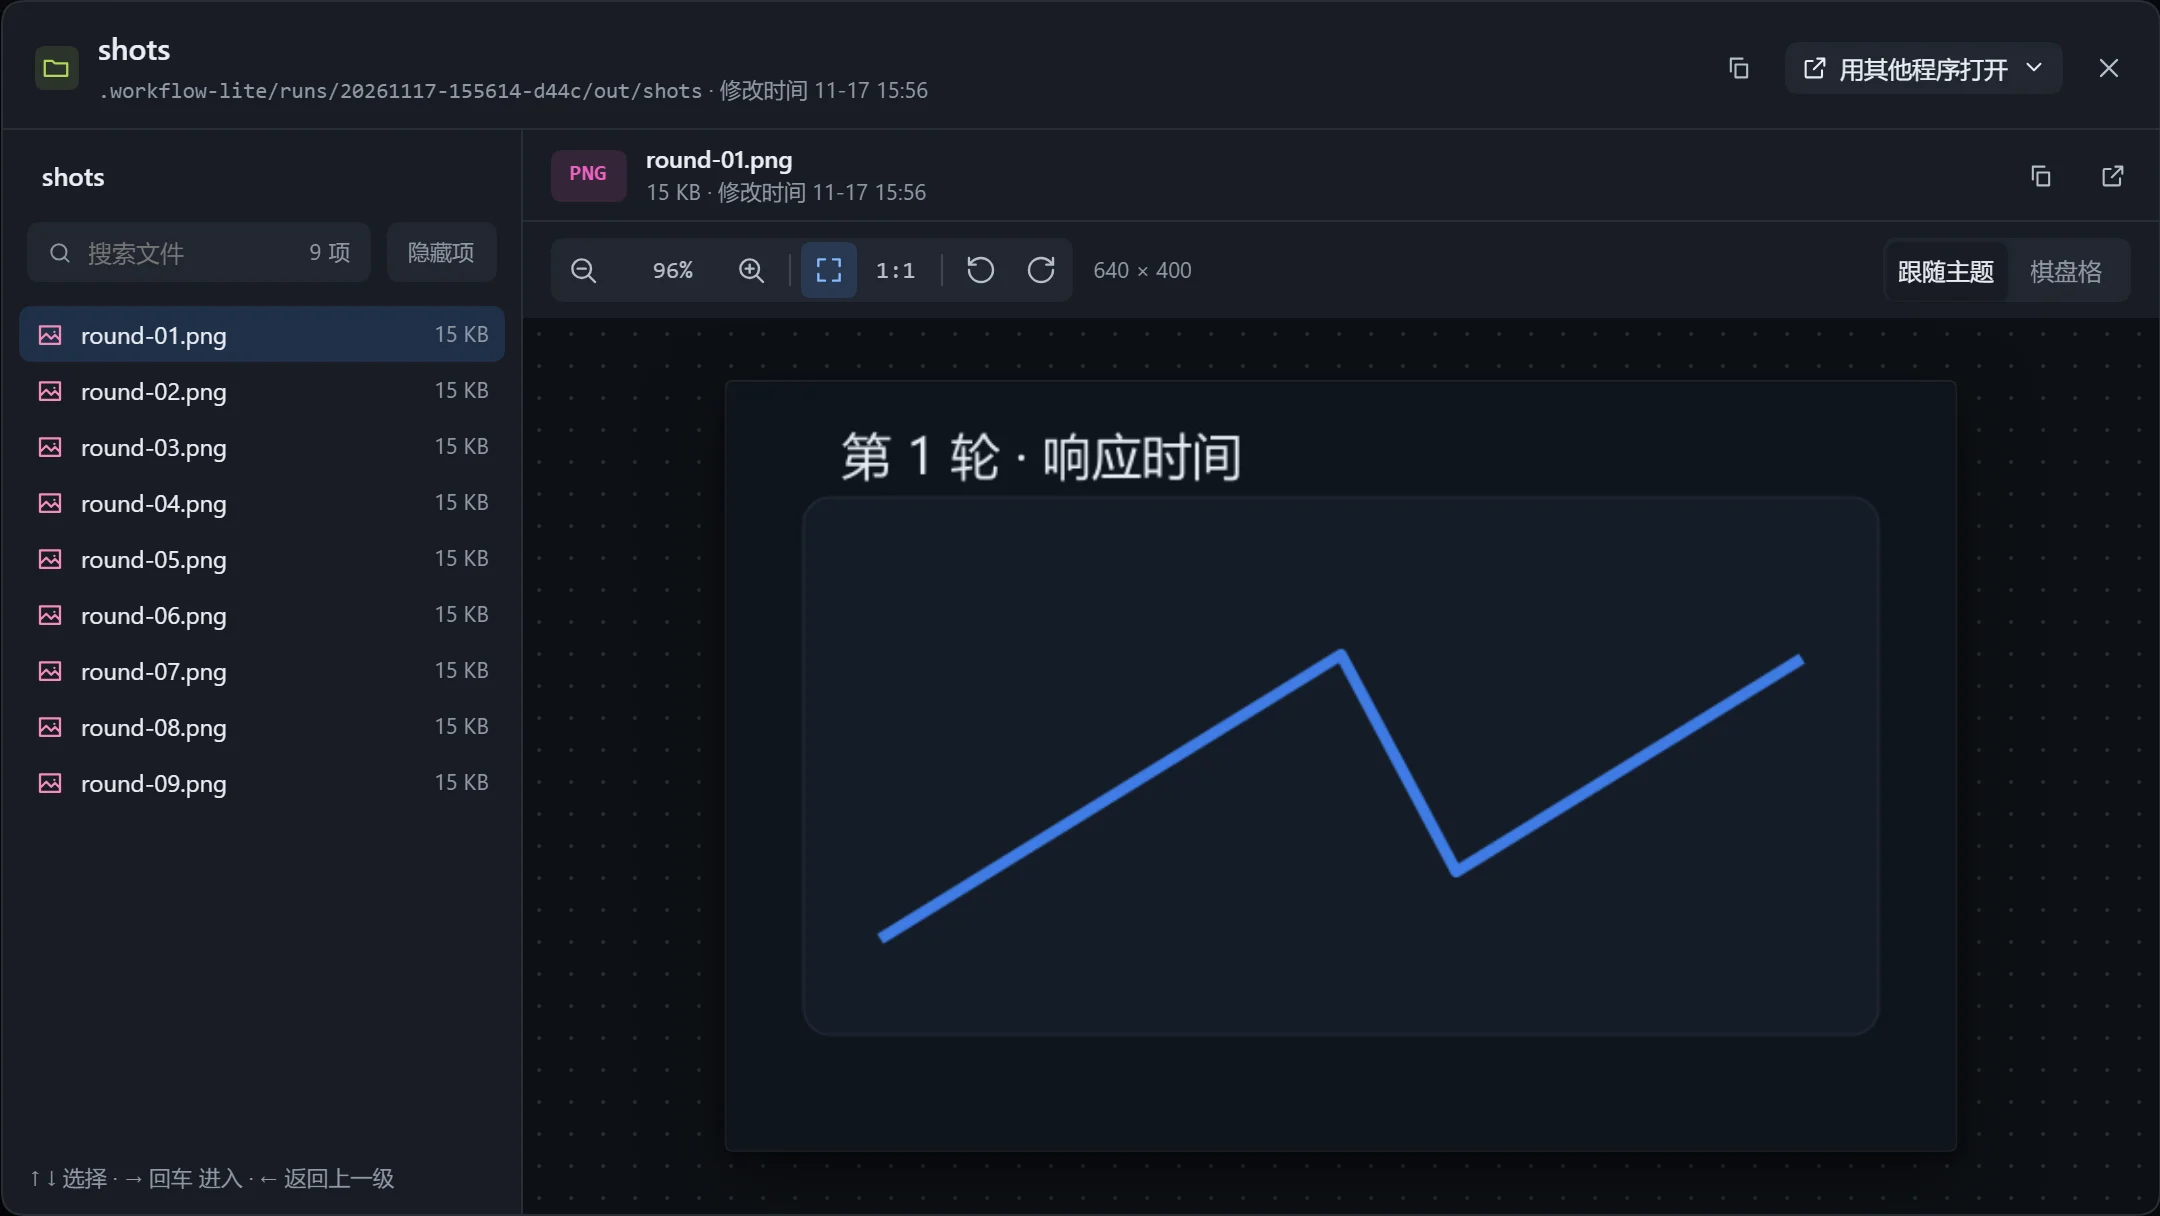 shots
.workflow-lite/runs/20261117-155614-d44c/out/shots · 修改时间 11-17 15:56
用其他程序打开
shots
搜索文件 9 项 隐藏项
round-01.png 15 KB
round-02.png 15 KB
round-03.png 15 KB
round-04.png 15 KB
round-05.png 15 KB
round-06.png 15 KB
round-07.png 15 KB
round-08.png 15 KB
round-09.png 15 KB
↑↓选择 · → 回车 进入 · ← 返回上一级
PNG
round-01.png
15 KB · 修改时间 11-17 15:56
96% 1:1 640 × 400 跟随主题 棋盘格
第 1 轮 · 响应时间